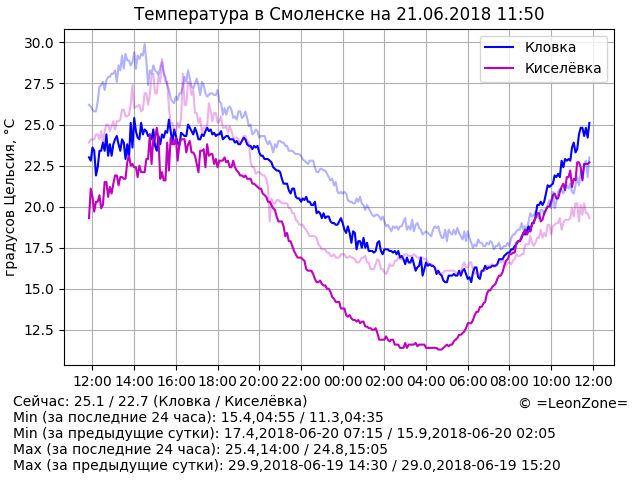 Температура в Смоленске на 21.06.2018 11:50
градусов Цельсия, °C
30.0
27.5
25.0
22.5
20.0
17.5
15.0
12.5
Кловка
Киселёвка
12:00 14:00 16:00 18:00 20:00 22:00 00:00 02:00 04:00 06:00 08:00 10:00 12:00
Сейчас: 25.1 / 22.7 (Кловка / Киселёвка)
© =LeonZone=
Min (за последние 24 часа): 15.4,04:55 / 11.3,04:35
Min (за предыдущие сутки): 17.4,2018-06-20 07:15 / 15.9,2018-06-20 02:05
Max (за последние 24 часа): 25.4,14:00 / 24.8,15:05
Max (за предыдущие сутки): 29.9,2018-06-19 14:30 / 29.0,2018-06-19 15:20